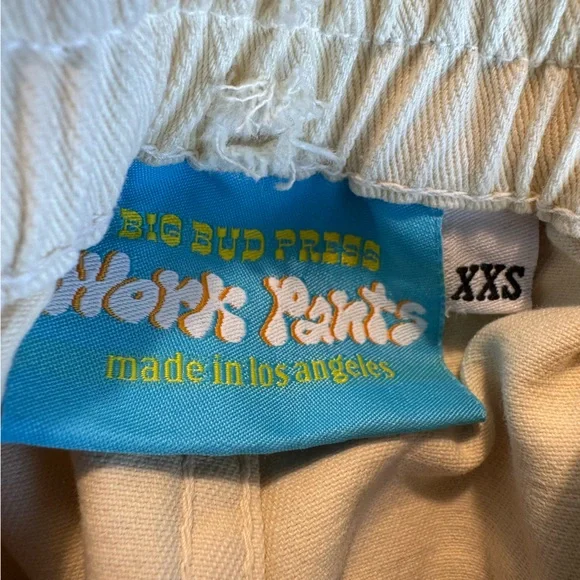 BIG BUD PRESS
Work Pants
made in los angeles
XXS